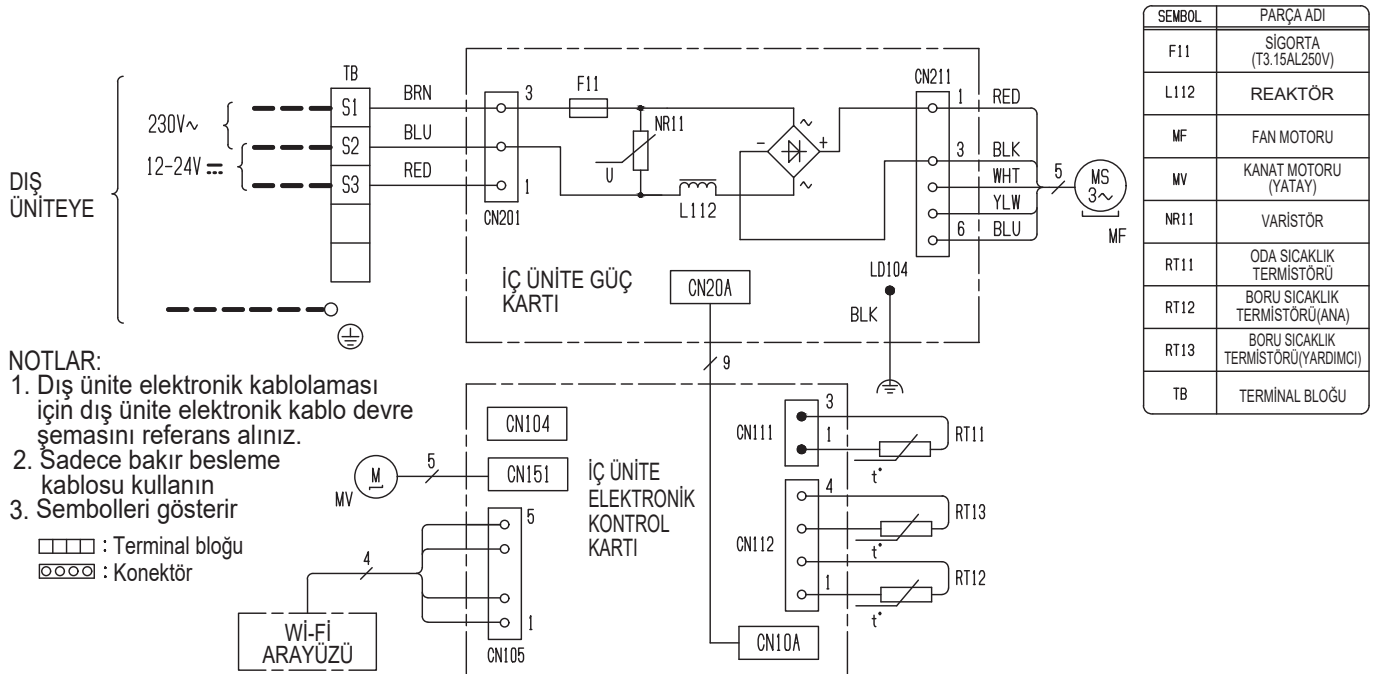 SEMBOL PARÇA ADI
F11 SİGORTA
(T3.15AL250V)
L112 REAKTÖR
MF FAN MOTORU
MV KANAT MOTORU
(YATAY)
NR11 VARİSTÖR
RT11 ODA SICAKLIK
TERMİSTÖRÜ
RT12 BORU SICAKLIK
TERMİSTÖRÜ(ANA)
RT13 BORU SICAKLIK
TERMİSTÖRÜ(YARDIMCI)
TB TERMİNAL BLOĞU
DIŞ
ÜNİTEYE
230V~
12-24V ⎓
TB
S1
S2
S3
BRN
BLU
RED
3
1
CN201
F11
NR11
U
L112
~
-
+
~
CN211
1 RED
3 BLK
WHT
YLW
6 BLU
5
MS
3~
MF
İÇ ÜNİTE GÜÇ
KARTI
CN20A
LD104
BLK
9
NOTLAR:
1. Dış ünite elektronik kablolaması
için dış ünite elektronik kablo devre
şemasını referans alınız.
2. Sadece bakır besleme
kablosu kullanın
3. Sembolleri gösterir
: Terminal bloğu
: Konektör
CN104
CN151
M
MV
5
İÇ ÜNİTE
ELEKTRONİK
KONTROL
KARTI
5
1
CN105
4
Wİ-Fİ
ARAYÜZÜ
CN111
3
1
RT11
t°
CN112
4
1
RT13
t°
RT12
t°
CN10A